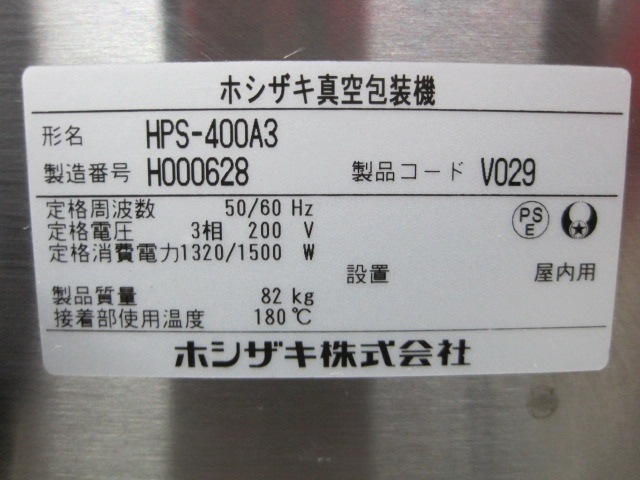 ホシザキ真空包装機
形名 HPS-400A3
製造番号 H000628 製品コード V029
定格周波数 50/60 Hz
定格電圧 3相 200 V
定格消費電力1320/1500 W
PS
E
設置 屋内用
製品質量 82 kg
接着部使用温度 180℃
ホシザキ株式会社